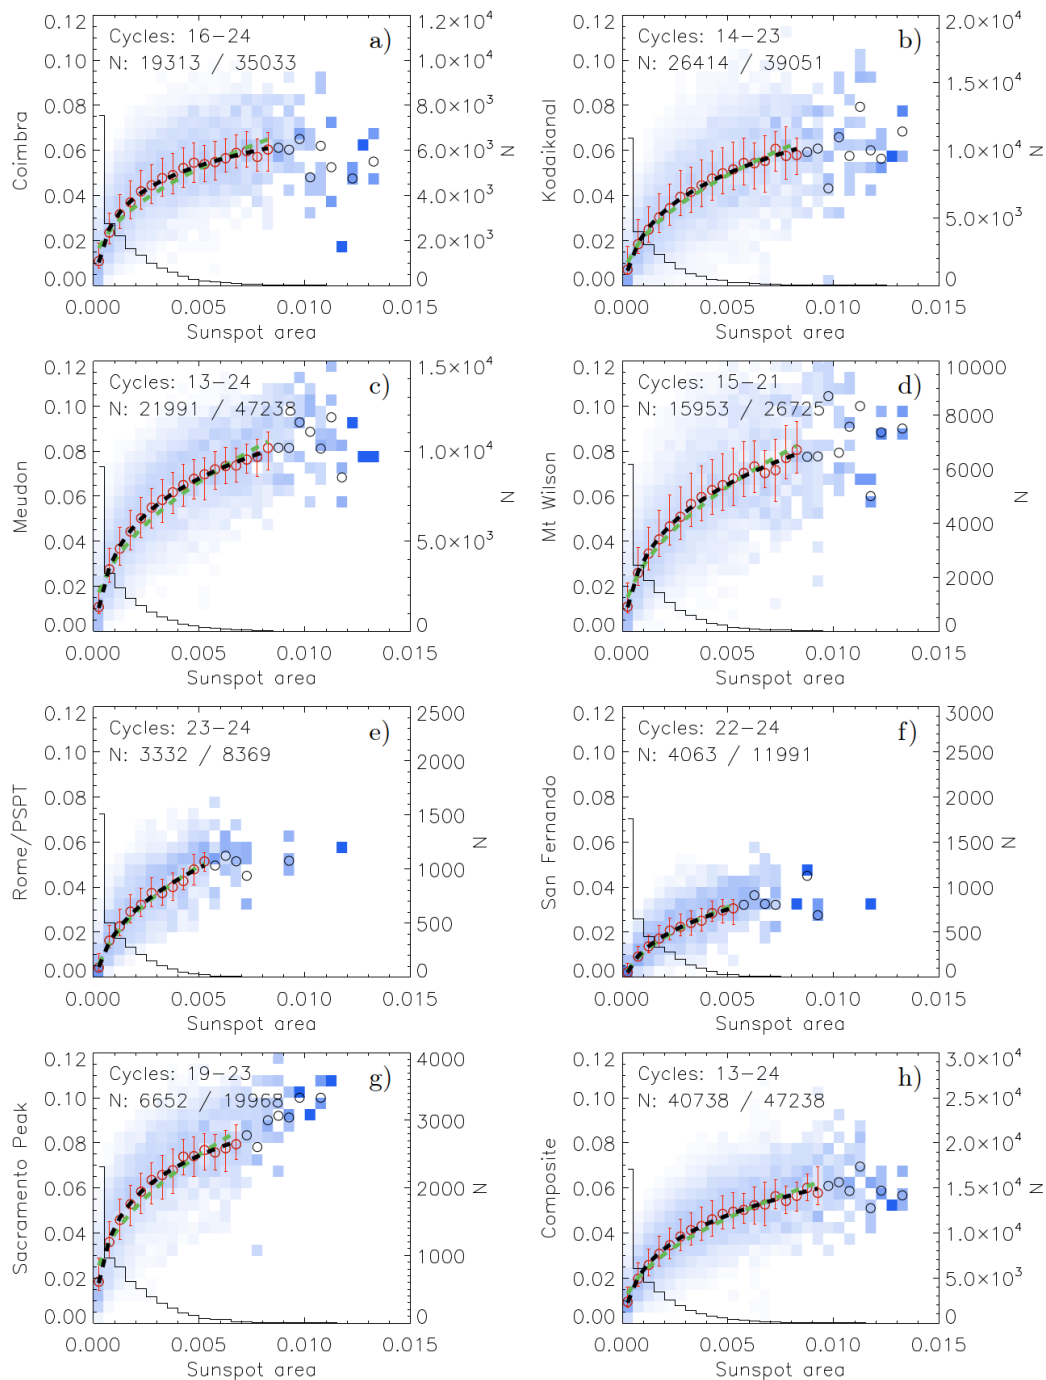 Cycles: 16-24
a)
N: 19313 / 35033
Coimbra
0.12
0.10
0.08
0.06
0.04
0.02
0.00
1.2×10⁴
1.0×10⁴
8.0×10³
6.0×10³
4.0×10³
2.0×10³
0
N
0.000
0.005
0.010
0.015
Sunspot area
Cycles: 14-23
b)
N: 26414 / 39051
Kodaikanal
0.12
0.10
0.08
0.06
0.04
0.02
0.00
2.0×10⁴
1.5×10⁴
1.0×10⁴
5.0×10³
0
N
0.000
0.005
0.010
0.015
Sunspot area
Cycles: 13-24
c)
N: 21991 / 47238
Meudon
0.12
0.10
0.08
0.06
0.04
0.02
0.00
1.5×10⁴
1.0×10⁴
5.0×10³
0
N
0.000
0.005
0.010
0.015
Sunspot area
Cycles: 15-21
d)
N: 15953 / 26725
Mt Wilson
0.12
0.10
0.08
0.06
0.04
0.02
0.00
10000
8000
6000
4000
2000
0
N
0.000
0.005
0.010
0.015
Sunspot area
Cycles: 23-24
e)
N: 3332 / 8369
Rome/PSPT
0.12
0.10
0.08
0.06
0.04
0.02
0.00
2500
2000
1500
1000
500
0
N
0.000
0.005
0.010
0.015
Sunspot area
Cycles: 22-24
f)
N: 4063 / 11991
San Fernando
0.12
0.10
0.08
0.06
0.04
0.02
0.00
3000
2500
2000
1500
1000
500
0
N
0.000
0.005
0.010
0.015
Sunspot area
Cycles: 19-23
g)
N: 6652 / 19968
Sacramento Peak
0.12
0.10
0.08
0.06
0.04
0.02
0.00
4000
3000
2000
1000
0
N
0.000
0.005
0.010
0.015
Sunspot area
Cycles: 13-24
h)
N: 40738 / 47238
Composite
0.12
0.10
0.08
0.06
0.04
0.02
0.00
3.0×10⁴
2.5×10⁴
2.0×10⁴
1.5×10⁴
1.0×10⁴
5.0×10³
0
N
0.000
0.005
0.010
0.015
Sunspot area